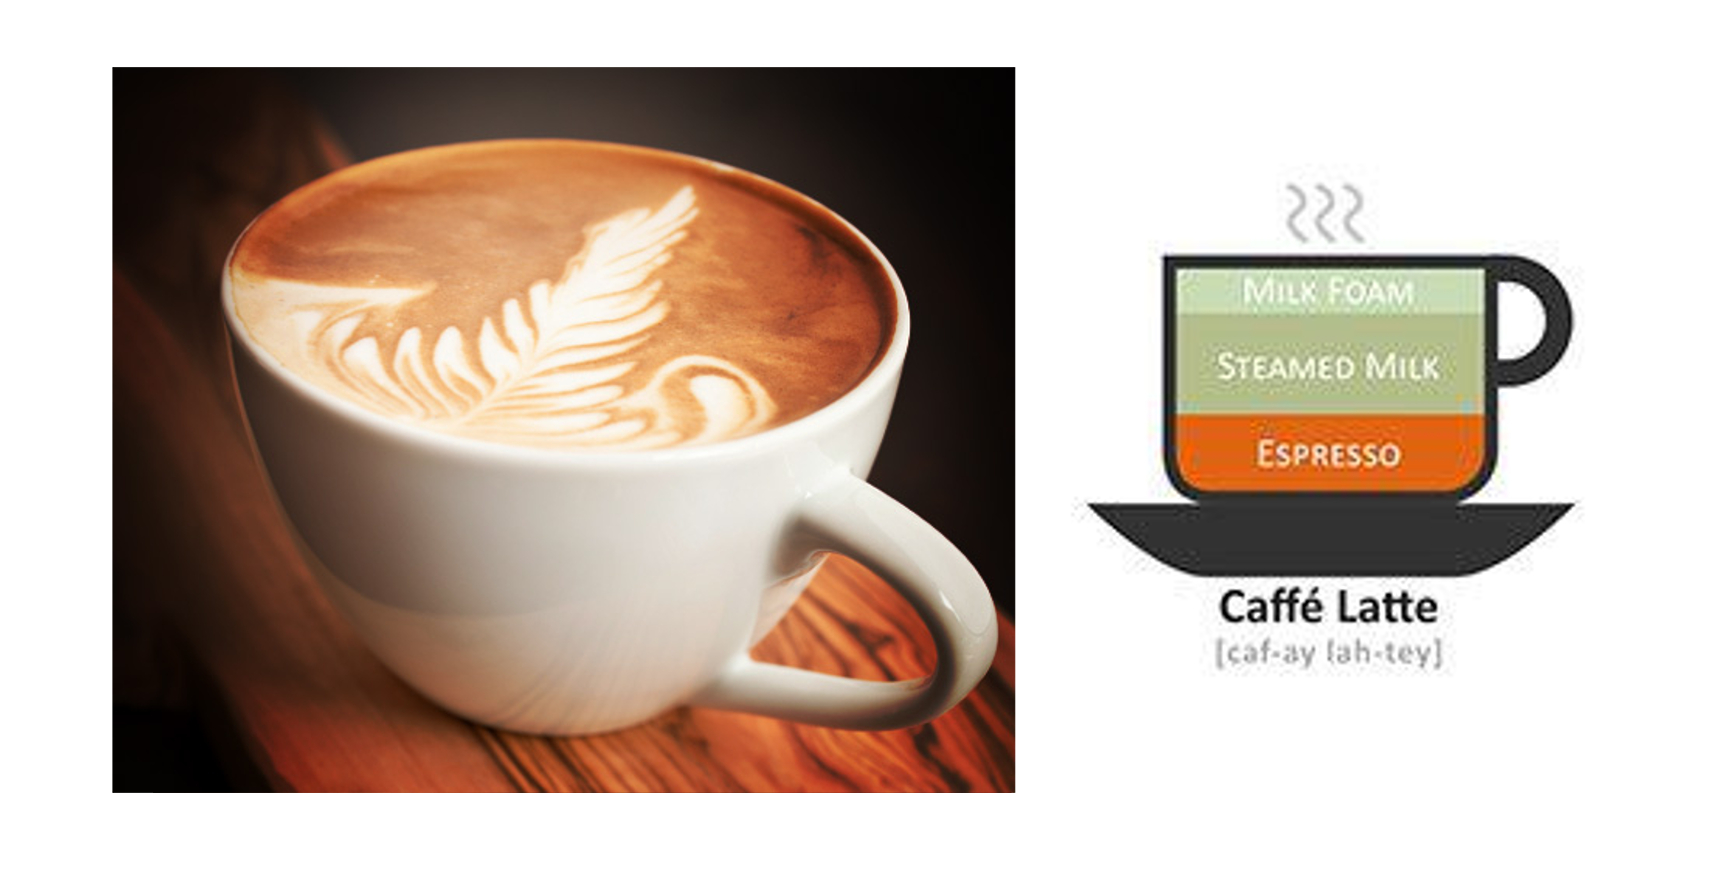 MILK FOAM
STEAMED MILK
ESPRESSO
Caffé Latte
[caf-ay lah-tey]